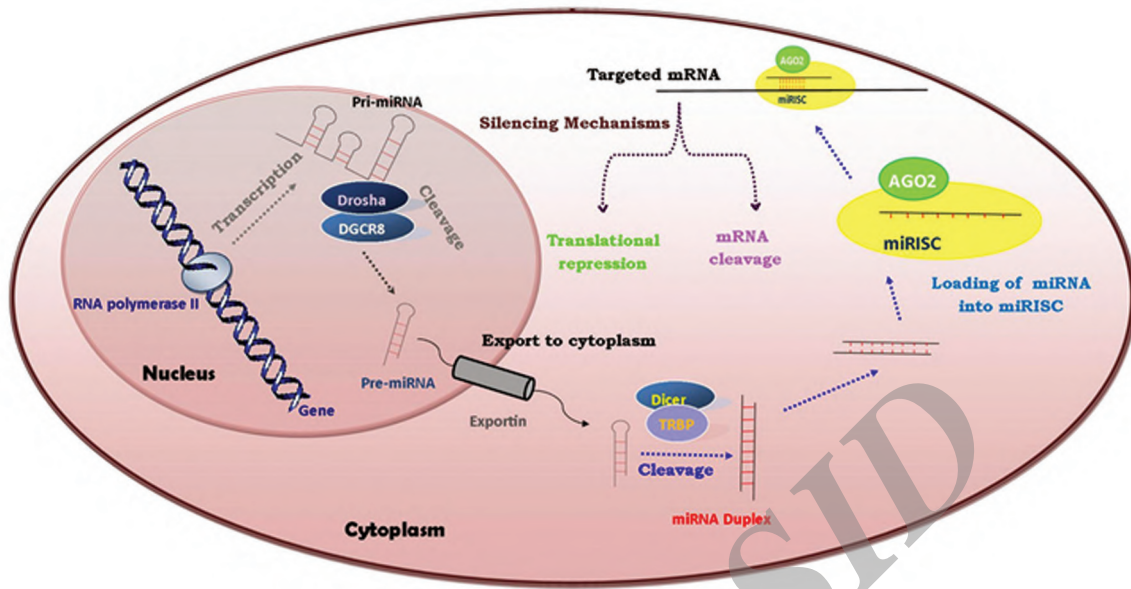 AGO2
Targeted mRNA
miRISC
Pri-miRNA
Silencing Mechanisms
Transcription
Cleavage
Drosha
DGCR8
AGO2
miRISC
Translational
repression
mRNA
cleavage
Loading of miRNA
into miRISC
RNA polymerase II
Export to cytoplasm
Nucleus
Pre-miRNA
Gene
Exportin
Dicer
TRBP
Cleavage
miRNA Duplex
Cytoplasm
SID